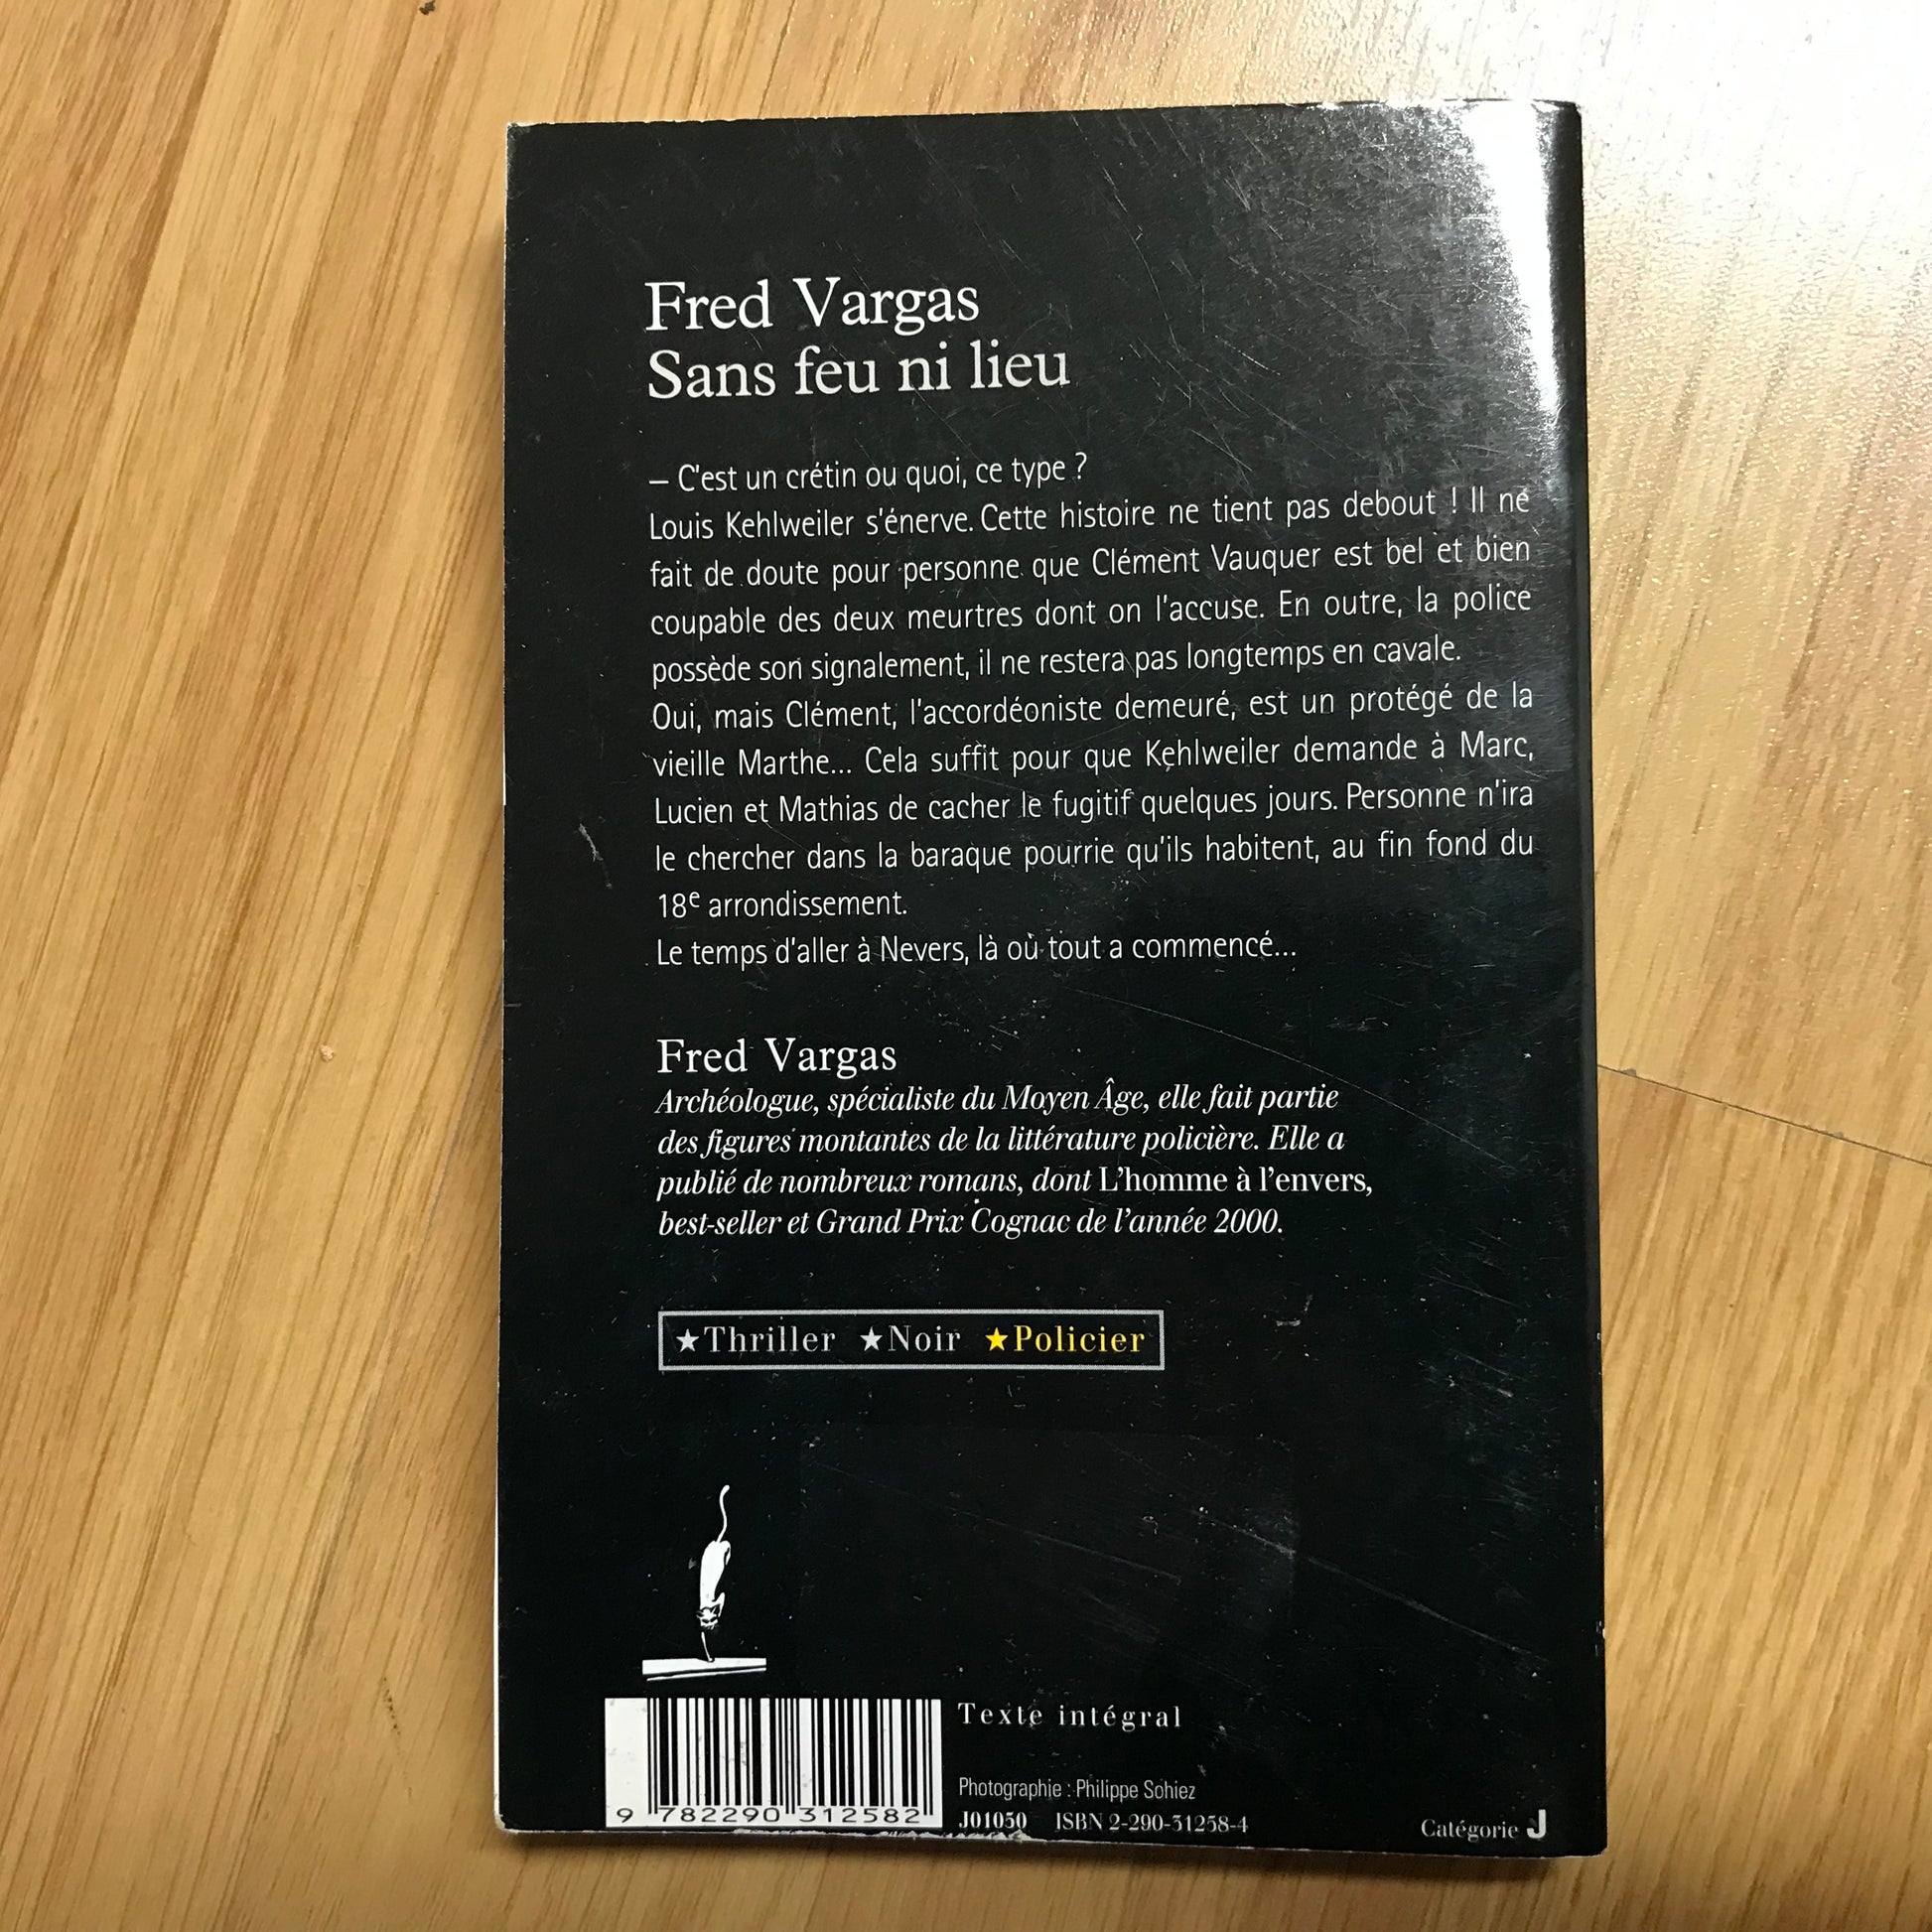 Fred Vargas
Sans feu ni lieu
– C'est un crétin ou quoi, ce type ?
Louis Kehlweiler s'énerve. Cette histoire ne tient pas debout ! Il ne
fait de doute pour personne que Clément Vauquer est bel et bien
coupable des deux meurtres dont on l'accuse. En outre, la police
possède son signalement, il ne restera pas longtemps en cavale.
Oui, mais Clément, l'accordéoniste demeuré, est un protégé de la
vieille Marthe... Cela suffit pour que Kehlweiler demande à Marc,
Lucien et Mathias de cacher le fugitif quelques jours. Personne n'ira
le chercher dans la baraque pourrie qu'ils habitent, au fin fond du
18e arrondissement.
Le temps d'aller à Nevers, là où tout a commencé...
Fred Vargas
Archéologue, spécialiste du Moyen Âge, elle fait partie
des figures montantes de la littérature policière. Elle a
publié de nombreux romans, dont L'homme à l'envers,
best-seller et Grand Prix Cognac de l'année 2000.
★Thriller ★Noir ★Policier
Texte intégral
Photographie : Philippe Sohiez
J01050 ISBN 2-290-31258-4
9 782290 312582
Catégorie J